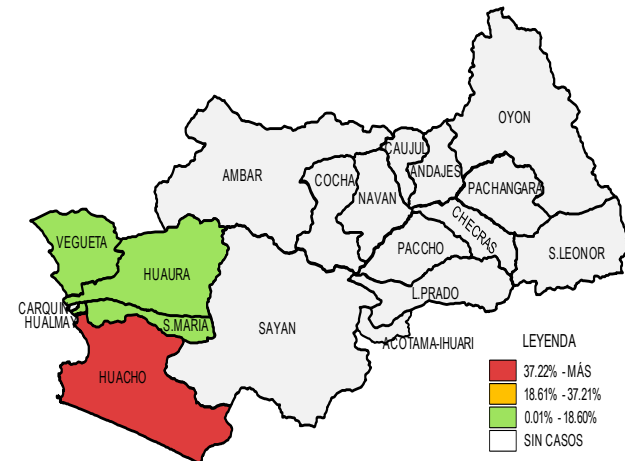 OYON
CAUJUL
ANDAJES
AMBAR
COCHA
NAVAN
PACHANGARA
CHECRAS
VEGUETA
PACCHO
S.LEONOR
HUAURA
L.PRADO
CARQUIN
HUALMAY
S.MARIA
SAYAN
ACOTAMA-IHUARI
HUACHO
LEYENDA
37.22% - MÁS
18.61% - 37.21%
0.01% - 18.60%
SIN CASOS